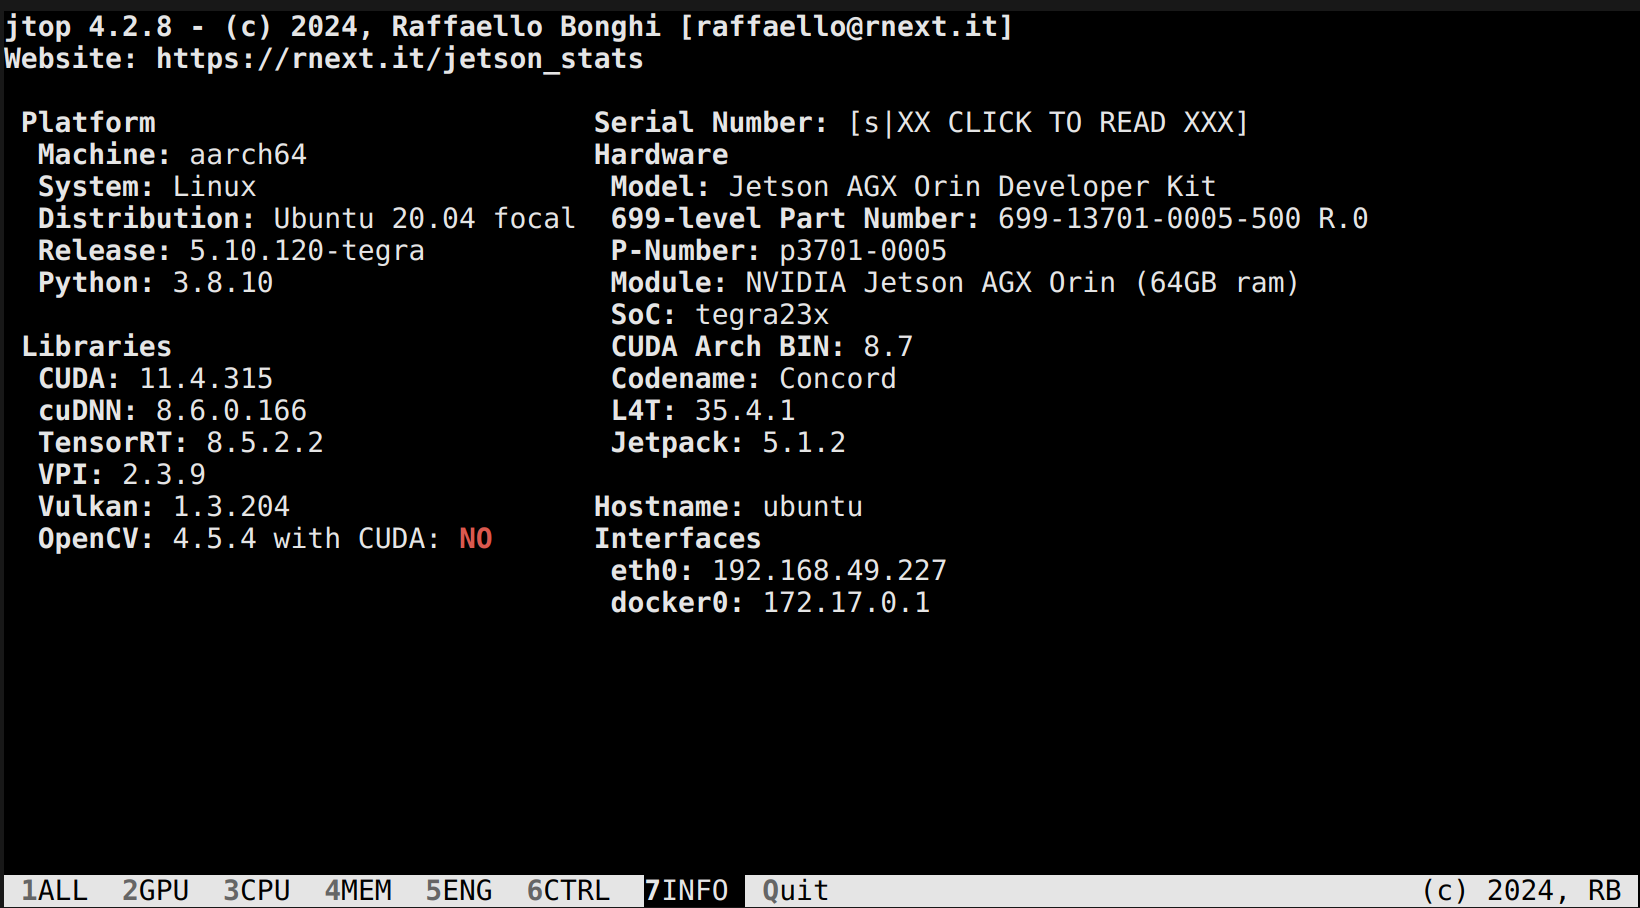 jtop 4.2.8 - (c) 2024, Raffaello Bonghi [raffaello@rnext.it]
Website: https://rnext.it/jetson_stats
Platform
Machine: aarch64
System: Linux
Distribution: Ubuntu 20.04 focal
Release: 5.10.120-tegra
Python: 3.8.10
Libraries
CUDA: 11.4.315
cuDNN: 8.6.0.166
TensorRT: 8.5.2.2
VPI: 2.3.9
Vulkan: 1.3.204
OpenCV: 4.5.4 with CUDA: NO
Serial Number: [s|XX CLICK TO READ XXX]
Hardware
Model: Jetson AGX Orin Developer Kit
699-level Part Number: 699-13701-0005-500 R.0
P-Number: p3701-0005
Module: NVIDIA Jetson AGX Orin (64GB ram)
SoC: tegra23x
CUDA Arch BIN: 8.7
Codename: Concord
L4T: 35.4.1
Jetpack: 5.1.2
Hostname: ubuntu
Interfaces
eth0: 192.168.49.227
docker0: 172.17.0.1
1ALL 2GPU 3CPU 4MEM 5ENG 6CTRL 7INFO Quit (c) 2024, RB